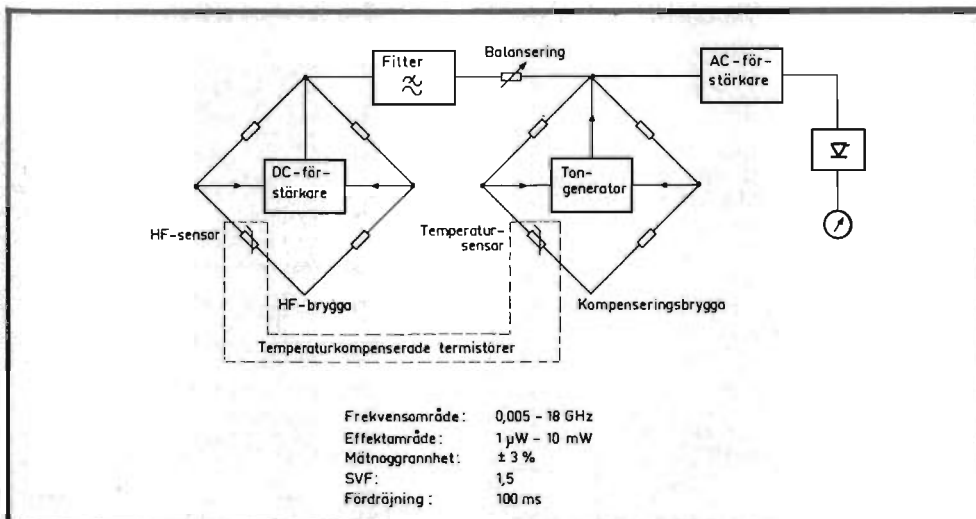 Filter
Balansering
AC-för-
stärkare
DC-för-
stärkare
Ton-
generator
HF-sensor
Temperatur-
sensor
HF-brygga
Kompenseringsbrygga
Temperaturkompenserade termistörer
Frekvensområde: 0,005 - 18 GHz
Effektområde: 1 µW - 10 mW
Mätnoggrannhet: ± 3 %
SVF: 1,5
Fördröjning: 100 ms